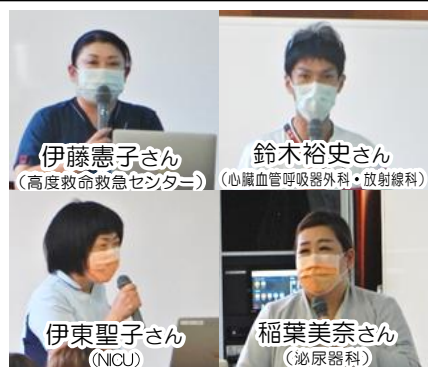 伊藤憲子さん
(高度救命救急センター)
鈴木裕史さん
(心臓血管呼吸器外科・放射線科)
伊東聖子さん
(NICU)
稲葉美奈さん
(泌尿器科)